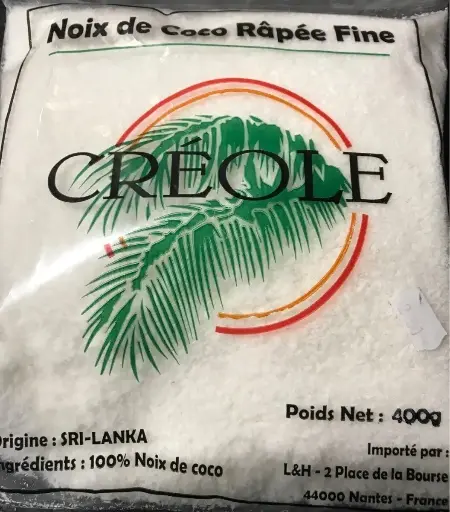 Noix de Coco Râpée Fine
CRÉOLE
Poids Net : 400g
Origine : SRI-LANKA
Ingrédients : 100% Noix de coco
Importé par :
L&H - 2 Place de la Bourse
44000 Nantes - France